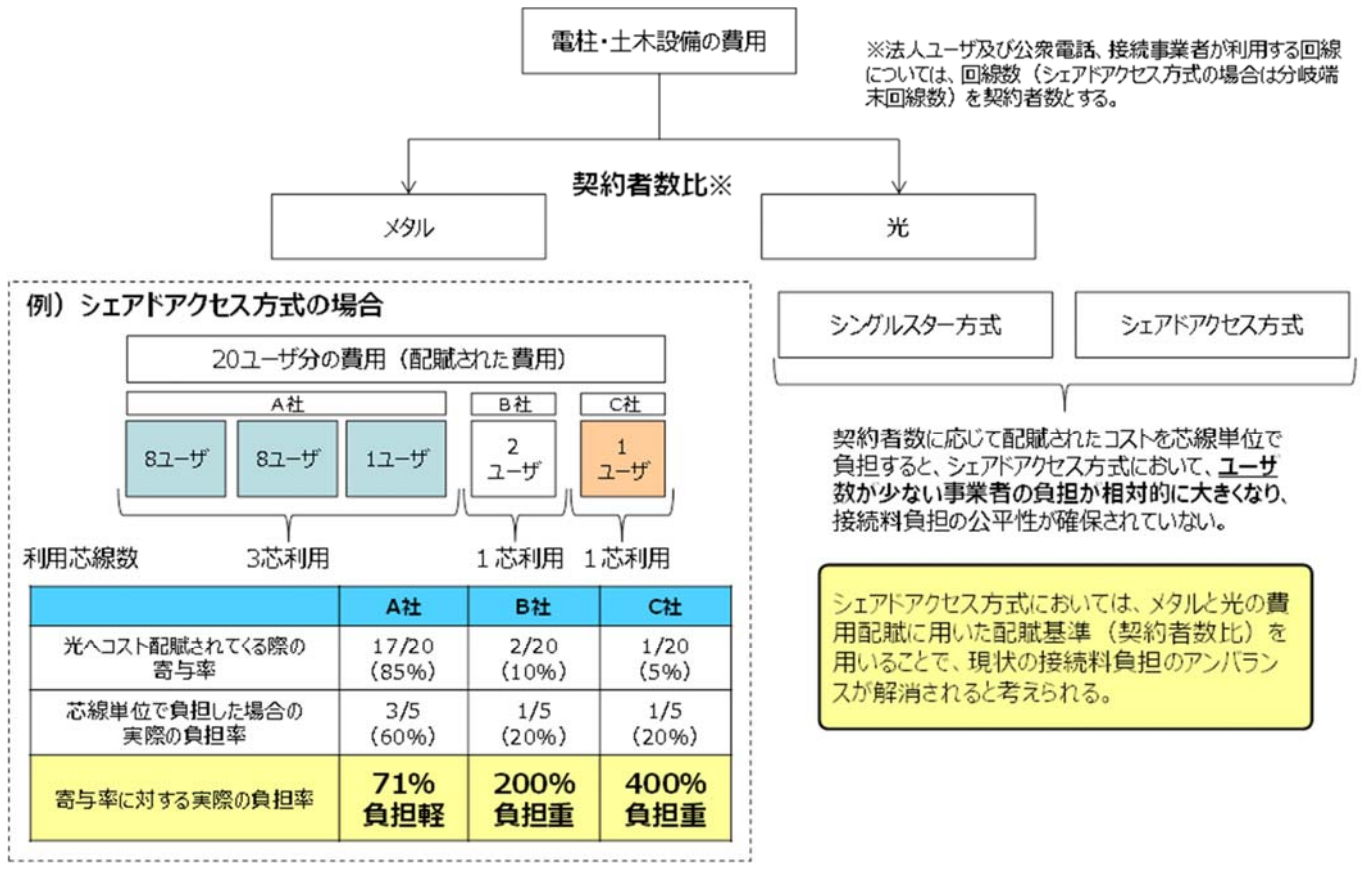 電柱・土木設備の費用
※法人ユーザ及び公衆電話、接続事業者が利用する回線
については、回線数（シェアドアクセス方式の場合は分岐端
末回線数）を契約者数とする。
契約者数比※
メタル
光
例）シェアドアクセス方式の場合
20ユーザ分の費用（配賦された費用）
A社
B社
C社
8ユーザ
8ユーザ
1ユーザ
2
ユーザ
1
ユーザ
利用芯線数
3芯利用
1芯利用
1芯利用
A社
B社
C社
光へコスト配賦されてくる際の
寄与率
17/20
(85%)
2/20
(10%)
1/20
(5%)
芯線単位で負担した場合の
実際の負担率
3/5
(60%)
1/5
(20%)
1/5
(20%)
寄与率に対する実際の負担率
71%
負担軽
200%
負担重
400%
負担重
シングルスター方式
シェアドアクセス方式
契約者数に応じて配賦されたコストを芯線単位で
負担すると、シェアドアクセス方式において、ユーザ
数が少ない事業者の負担が相対的に大きくなり、
接続料負担の公平性が確保されていない。
シェアドアクセス方式においては、メタルと光の費
用配賦に用いた配賦基準（契約者数比）を
用いることで、現状の接続料負担のアンバラン
スが解消されると考えられる。